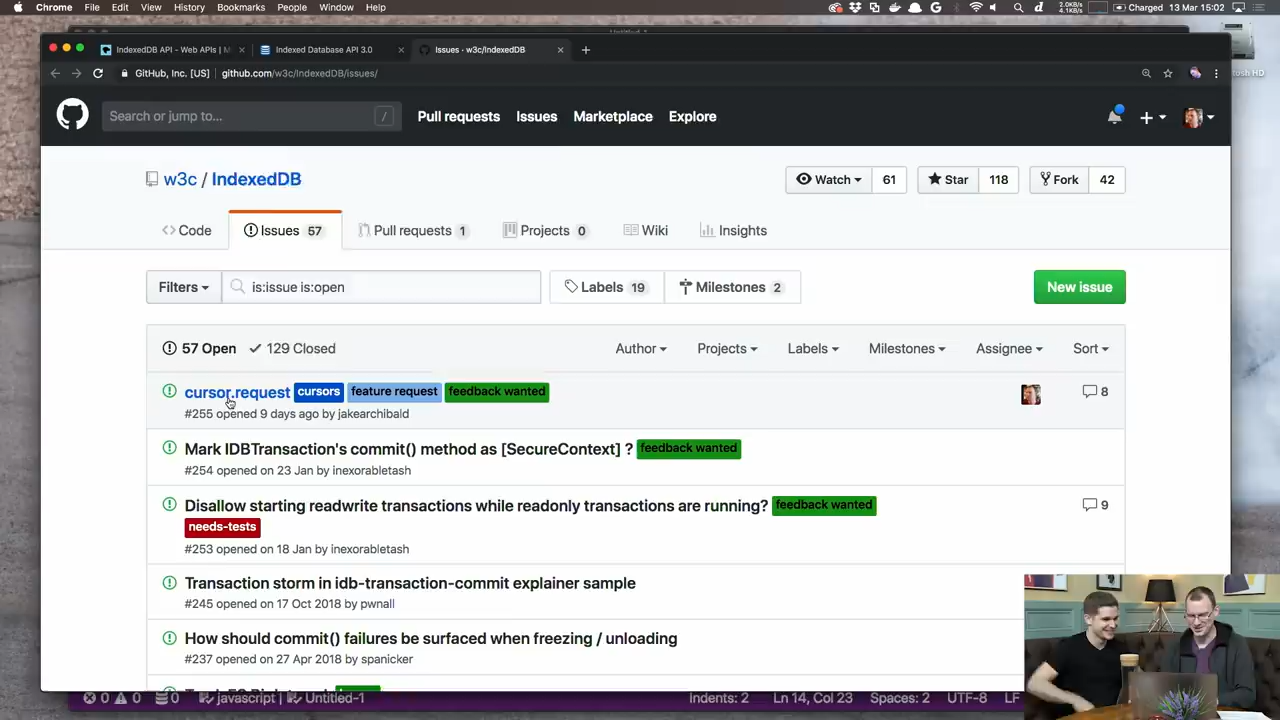 Chrome File Edit View History Bookmarks People Window Help 2.0KB/s 4.1KB/s Charged 13 Mar 15:02
IndexedDB API - Web APIs | M Indexed Database API 3.0 Issues · w3c/IndexedDB
GitHub, Inc. [US] github.com/w3c/IndexedDB/issues/
tosh HD
Search or jump to... / Pull requests Issues Marketplace Explore
w3c / IndexedDB Watch 61 Star 118 Fork 42
Code Issues 57 Pull requests 1 Projects 0 Wiki Insights
Filters is:issue is:open Labels 19 Milestones 2 New issue
57 Open 129 Closed Author Projects Labels Milestones Assignee Sort
cursor.request cursors feature request feedback wanted 8
#255 opened 9 days ago by jakearchibald
Mark IDBTransaction's commit() method as [SecureContext] ? feedback wanted
#254 opened on 23 Jan by inexorabletash
Disallow starting readwrite transactions while readonly transactions are running? feedback wanted 9
needs-tests
#253 opened on 18 Jan by inexorabletash
Transaction storm in idb-transaction-commit explainer sample
#245 opened on 17 Oct 2018 by pwnall
How should commit() failures be surfaced when freezing / unloading
#237 opened on 27 Apr 2018 by spanicker
0 0 0 javascript Untitled-1 Indents: 2 Ln 14, Col 23 Spaces: 2 UTF-8 LF